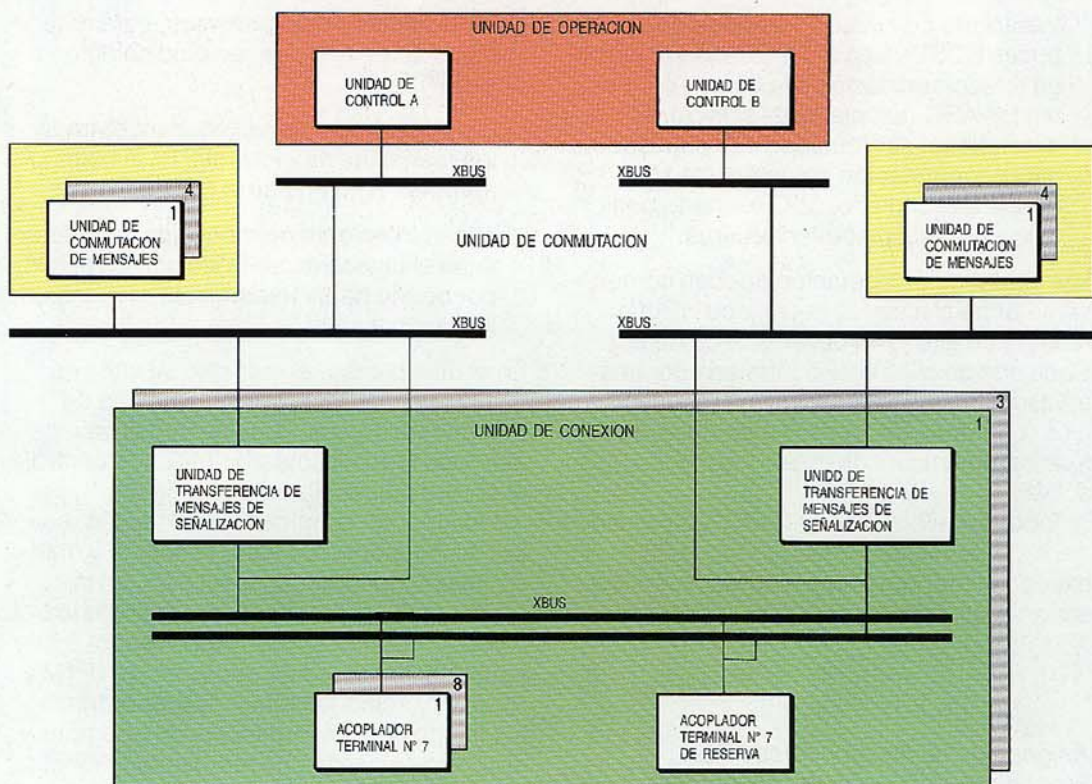 UNIDAD DE OPERACION
UNIDAD DE
CONTROL A
UNIDAD DE
CONTROL B
XBUS
XBUS
4
1
UNIDAD DE
CONMUTACION
DE MENSAJES
UNIDAD DE CONMUTACION
4
1
UNIDAD DE
CONMUTACION
DE MENSAJES
XBUS
XBUS
3
UNIDAD DE CONEXION
1
UNIDAD DE
TRANSFERENCIA DE
MENSAJES DE
SEÑALIZACION
UNIDD DE
TRANSFERENCIA DE
MENSAJES DE
SEÑALIZACION
XBUS
8
1
ACOPLADOR
TERMINAL N° 7
ACOPLADOR
TERMINAL N° 7
DE RESERVA